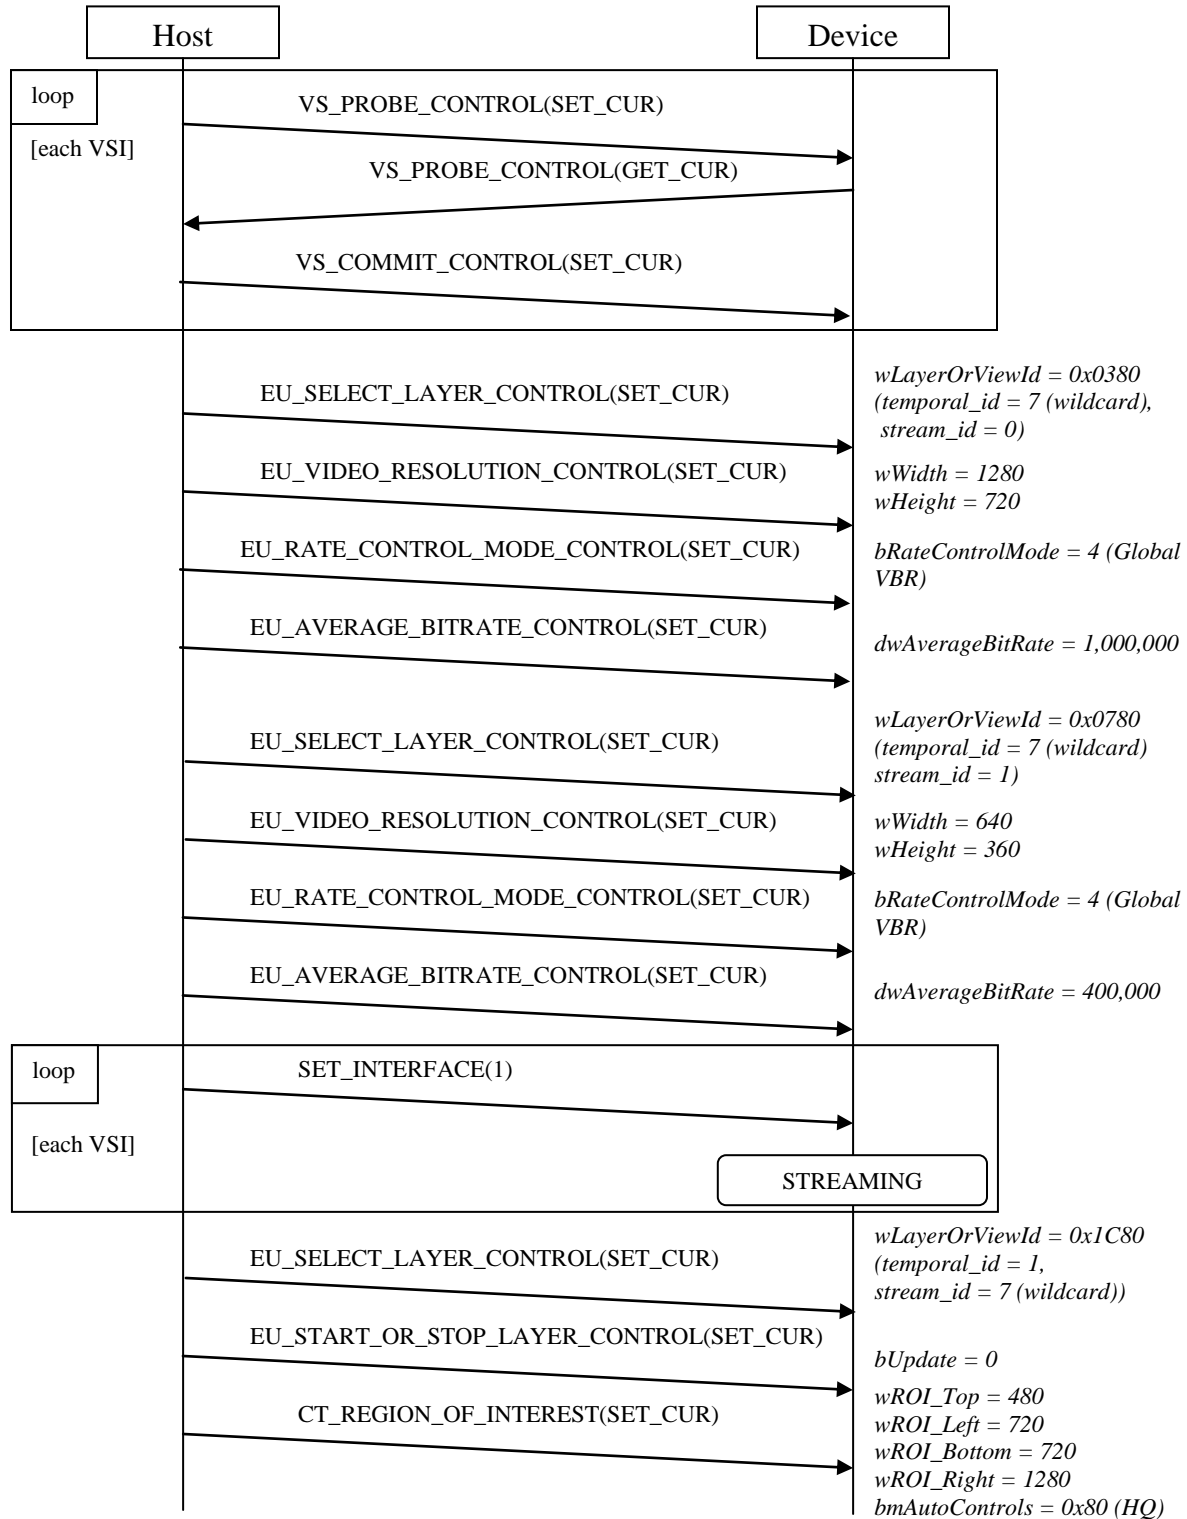 Host
Device
loop
VS_PROBE_CONTROL(SET_CUR)
[each VSI]
VS_PROBE_CONTROL(GET_CUR)
VS_COMMIT_CONTROL(SET_CUR)
wLayerOrViewId = 0x0380
EU_SELECT_LAYER_CONTROL(SET_CUR)
(temporal_id = 7 (wildcard),
stream_id = 0)
EU_VIDEO_RESOLUTION_CONTROL(SET_CUR)
wWidth = 1280
wHeight = 720
EU_RATE_CONTROL_MODE_CONTROL(SET_CUR)
bRateControlMode = 4 (Global
VBR)
EU_AVERAGE_BITRATE_CONTROL(SET_CUR)
dwAverageBitRate = 1,000,000
wLayerOrViewId = 0x0780
EU_SELECT_LAYER_CONTROL(SET_CUR)
(temporal_id = 7 (wildcard)
stream_id = 1)
EU_VIDEO_RESOLUTION_CONTROL(SET_CUR)
wWidth = 640
wHeight = 360
EU_RATE_CONTROL_MODE_CONTROL(SET_CUR)
bRateControlMode = 4 (Global
VBR)
EU_AVERAGE_BITRATE_CONTROL(SET_CUR)
dwAverageBitRate = 400,000
loop
SET_INTERFACE(1)
[each VSI]
STREAMING
wLayerOrViewId = 0x1C80
EU_SELECT_LAYER_CONTROL(SET_CUR)
(temporal_id = 1,
stream_id = 7 (wildcard))
EU_START_OR_STOP_LAYER_CONTROL(SET_CUR)
bUpdate = 0
wROI_Top = 480
CT_REGION_OF_INTEREST(SET_CUR)
wROI_Left = 720
wROI_Bottom = 720
wROI_Right = 1280
bmAutoControls = 0x80 (HQ)